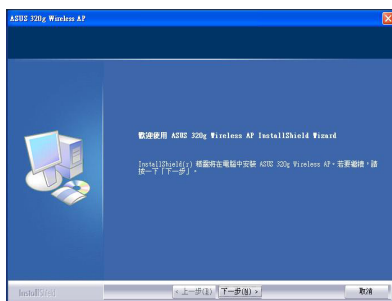 ASUS 320g Wireless AP
歡迎使用 ASUS 320g Wireless AP InstallShield Wizard
InstallShield(r) 精靈將在電腦中安裝 ASUS 320g Wireless AP。若要繼續，請
按一下「下一步」。
InstallShield
< 上一步(B) 下一步(N) > 取消